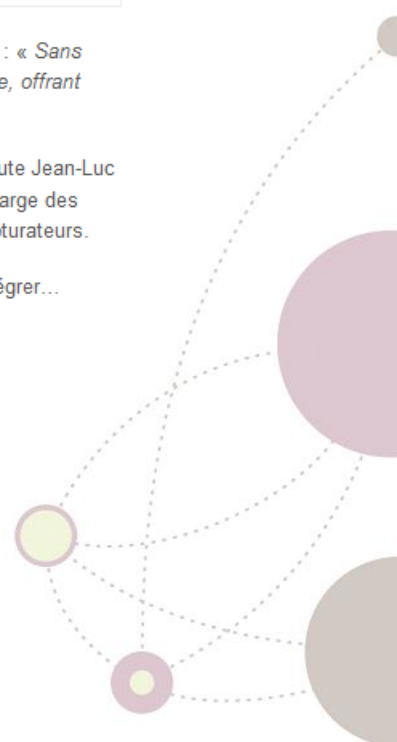 : « Sans
e, offrant
ute Jean-Luc
arge des
turateurs.
égrer...